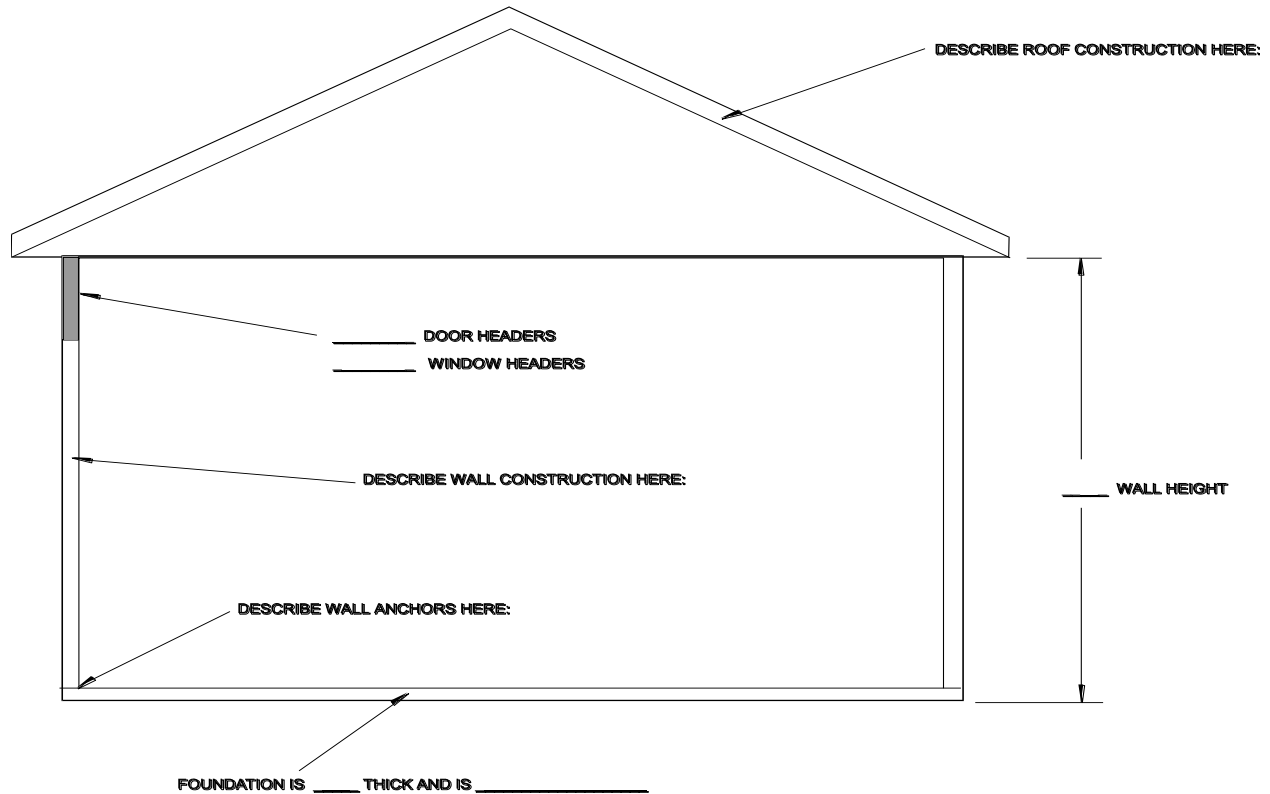 DESCRIBE ROOF CONSTRUCTION HERE:
________ DOOR HEADERS
________ WINDOW HEADERS
DESCRIBE WALL CONSTRUCTION HERE:
____ WALL HEIGHT
DESCRIBE WALL ANCHORS HERE:
FOUNDATION IS ____ THICK AND IS ________________